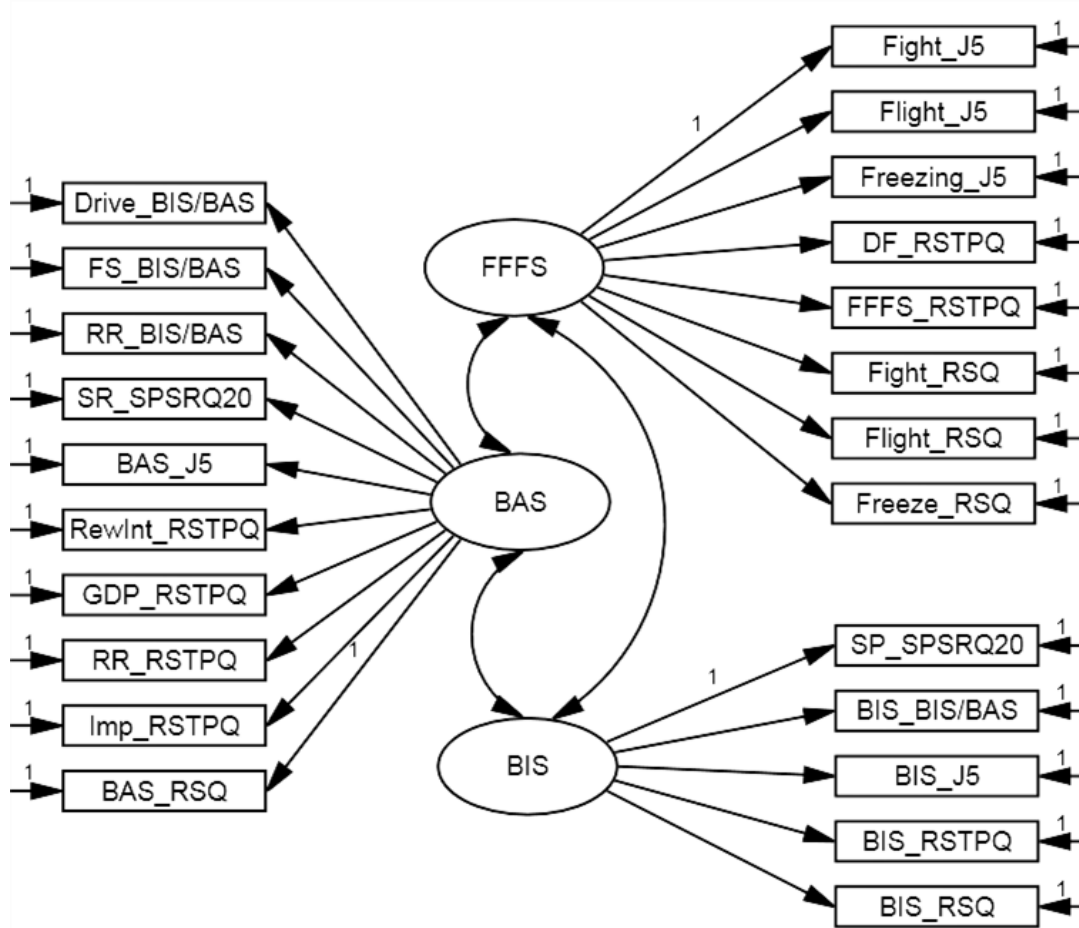 1
Drive_BIS/BAS
1
FS_BIS/BAS
1
RR_BIS/BAS
1
SR_SPSRQ20
1
BAS_J5
1
RewInt_RSTPQ
1
GDP_RSTPQ
1
RR_RSTPQ
1
Imp_RSTPQ
1
BAS_RSQ
1
FFFS
BAS
BIS
1
Fight_J5
1
Flight_J5
1
Freezing_J5
1
DF_RSTPQ
1
FFFS_RSTPQ
1
Fight_RSQ
1
Flight_RSQ
1
Freeze_RSQ
1
1
SP_SPSRQ20
1
BIS_BIS/BAS
1
BIS_J5
1
BIS_RSTPQ
1
BIS_RSQ
1